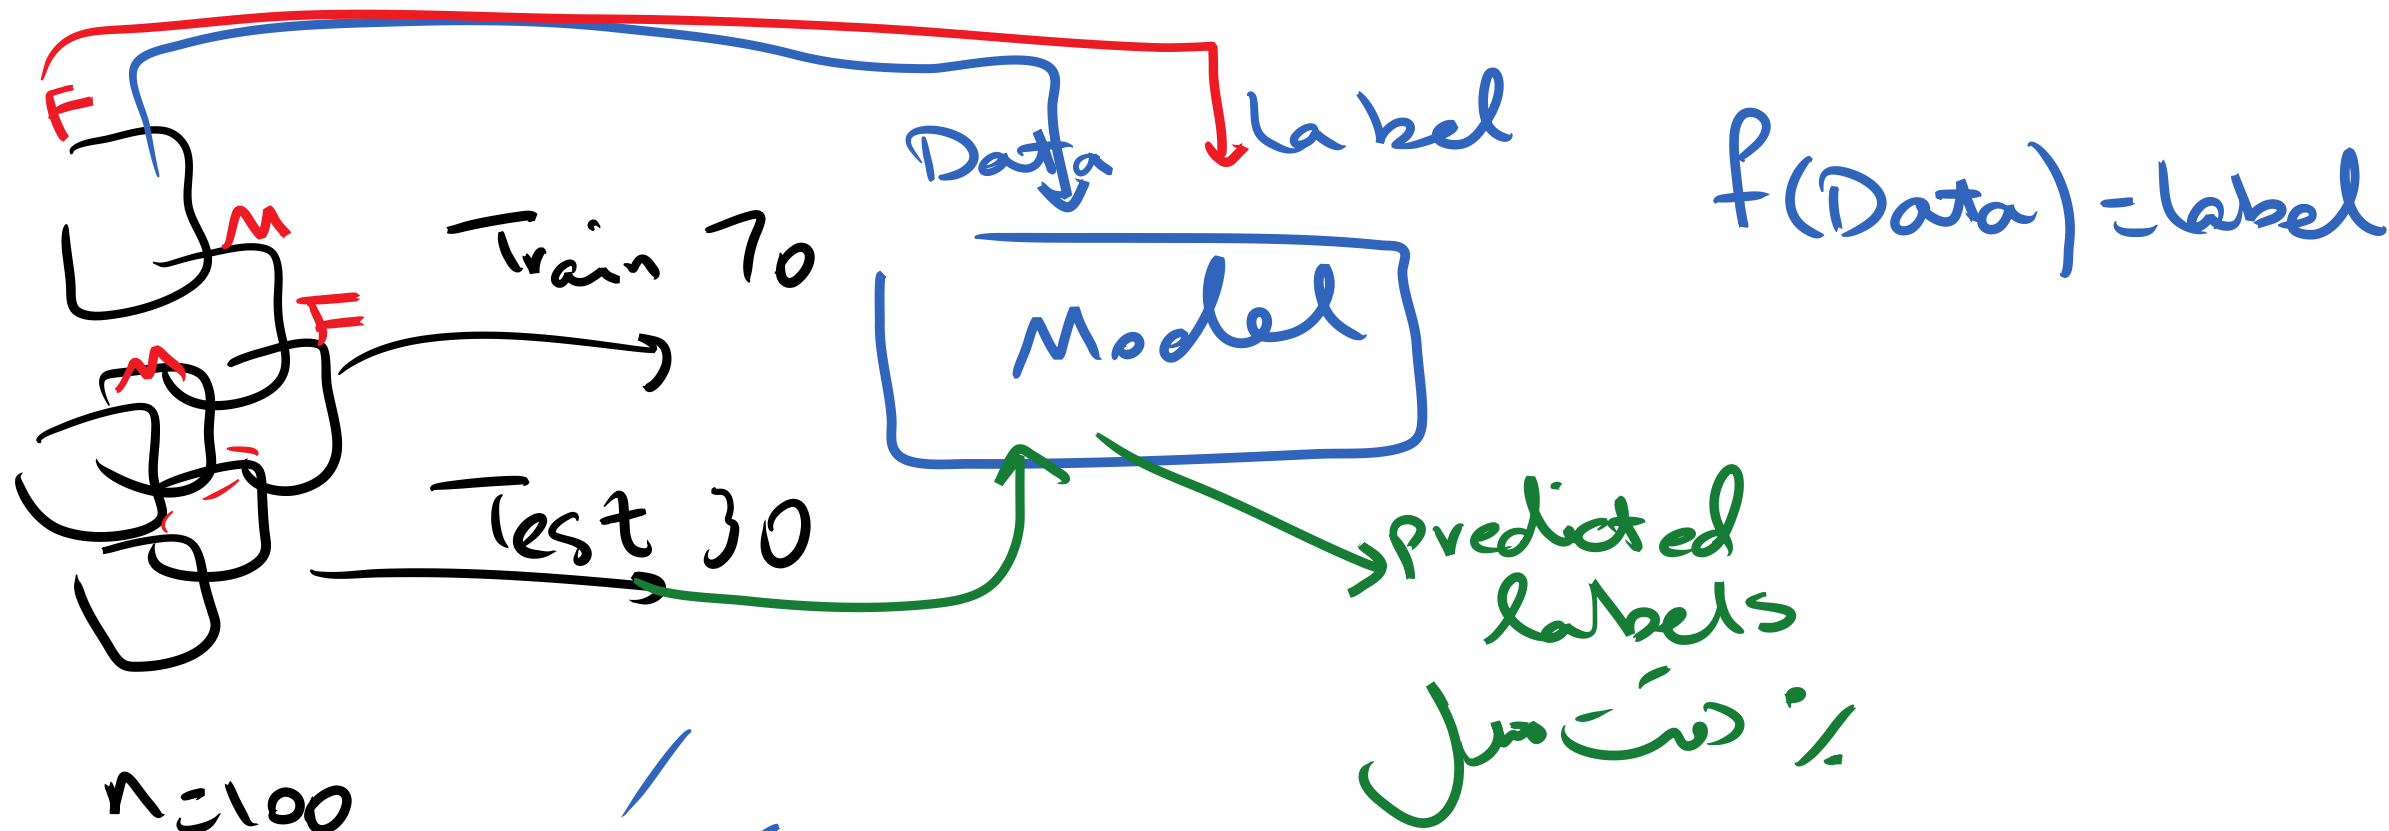 F
M
F
M
Train 70
Data
label
f(Data) = label
Model
Test 30
predicted
labels
دقت مدل %
n=100